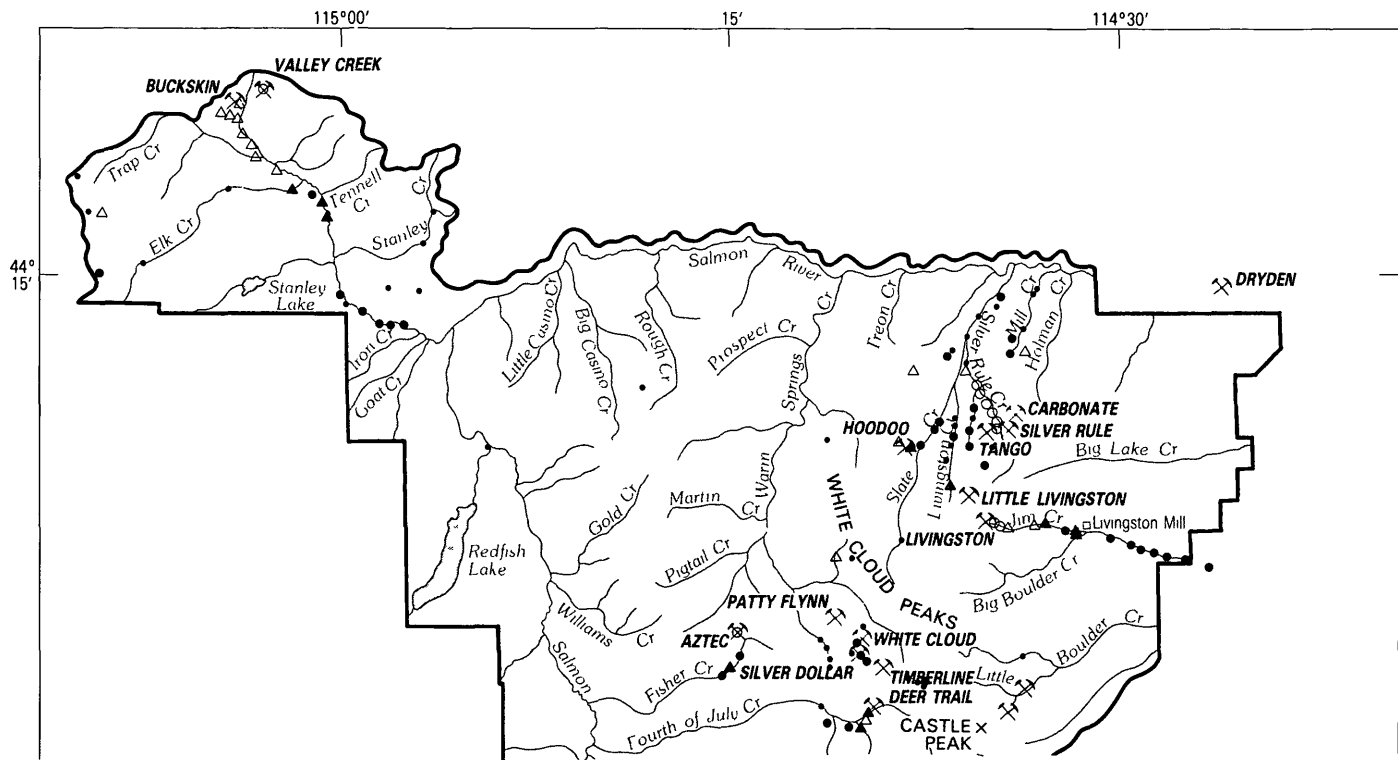 115°00'
15'
114°30'
VALLEY CREEK
BUCKSKIN
Trap Cr
Fennell
Cr
Cr
Elk Cr
Stanley
44°
15'
Salmon
River
DRYDEN
Stanley
Lake
Cr
Little Casino Cr
Big Casino Cr
Rough Cr
Prospect Cr
Treon Cr
Silver Rule Cr
Mill Cr
Holman Cr
Iron Cr
Goat Cr
Springs
CARBONATE
HOODOO
SILVER RULE
Cr
TANGO
Big Lake Cr
Slate
Livingston Cr
LITTLE LIVINGSTON
Gold Cr
Martin
Cr
Warm
WHITE
CLOUD
PEAKS
Jim Cr
Livingston Mill
LIVINGSTON
Redfish
Lake
Pigtail Cr
Big Boulder Cr
Williams
Cr
PATTY FLYNN
AZTEC
WHITE CLOUD
Boulder Cr
Salmon
Fisher Cr
SILVER DOLLAR
TIMBERLINE
Little
DEER TRAIL
Fourth of July Cr
CASTLE
PEAK